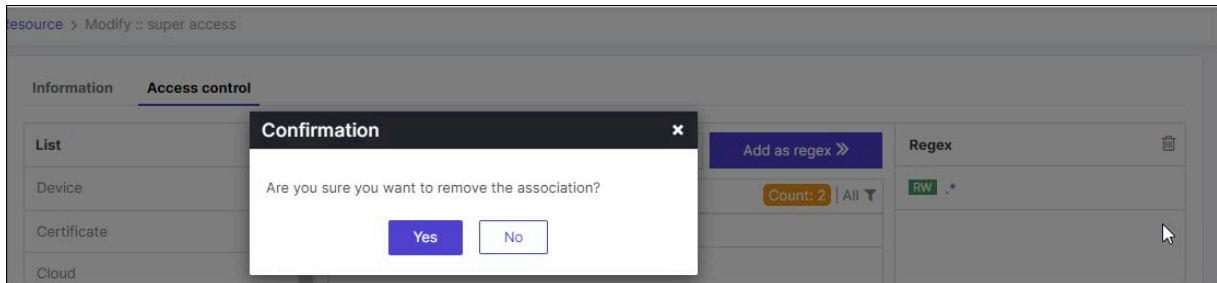 Resource > Modify :: super access
Information Access control
Confirmation ×
List Add as regex » Regex
Are you sure you want to remove the association?
Device Count: 2 | All RW .*
Yes No
Certificate
Cloud